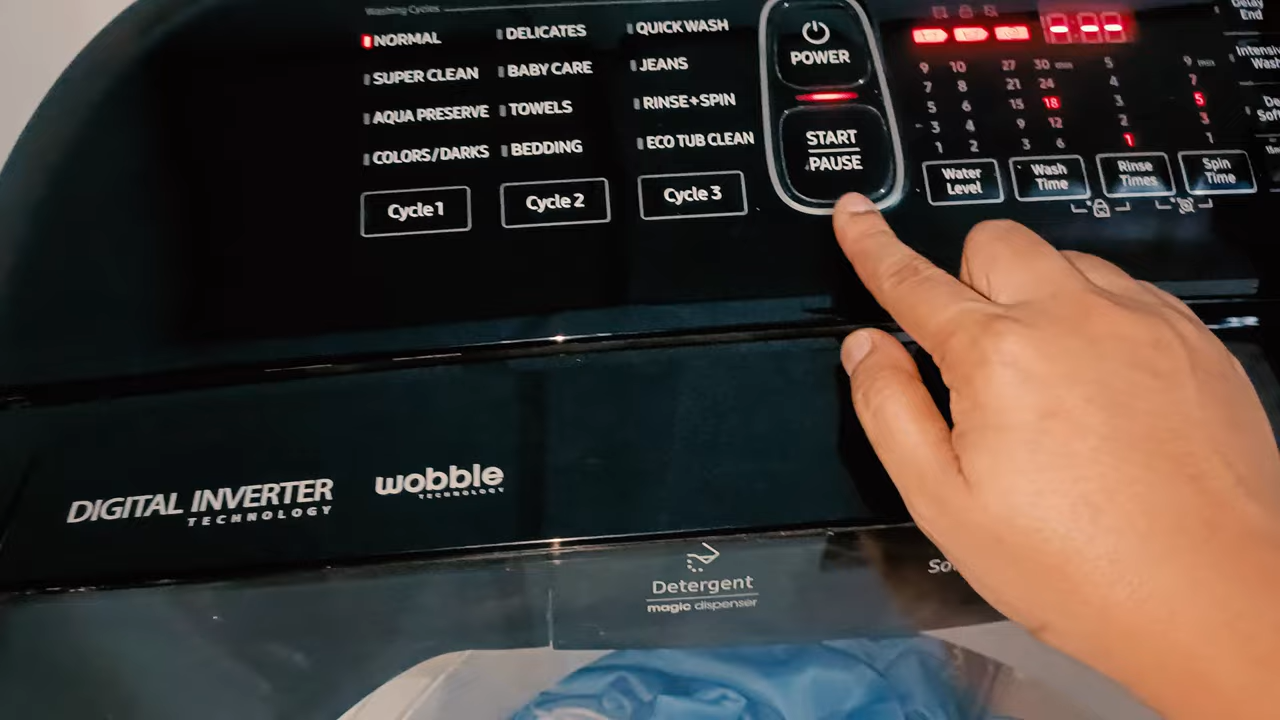 Washing Cycles
NORMAL
SUPER CLEAN
AQUA PRESERVE
COLORS/DARKS
Cycle 1
DELICATES
BABY CARE
TOWELS
BEDDING
Cycle 2
QUICK WASH
JEANS
RINSE+SPIN
ECO TUB CLEAN
Cycle 3
POWER
START
PAUSE
9 10 27 30 min 5 9 min
7 8 21 24 4 7
5 6 15 18 3 5
3 4 9 12 2 3
1 2 3 6 1 1
Water
Level
Wash
Time
Rinse
Times
Spin
Time
Delay
End
Intensive
Wash
DIGITAL INVERTER
TECHNOLOGY
wobble
TECHNOLOGY
Detergent
magic dispenser